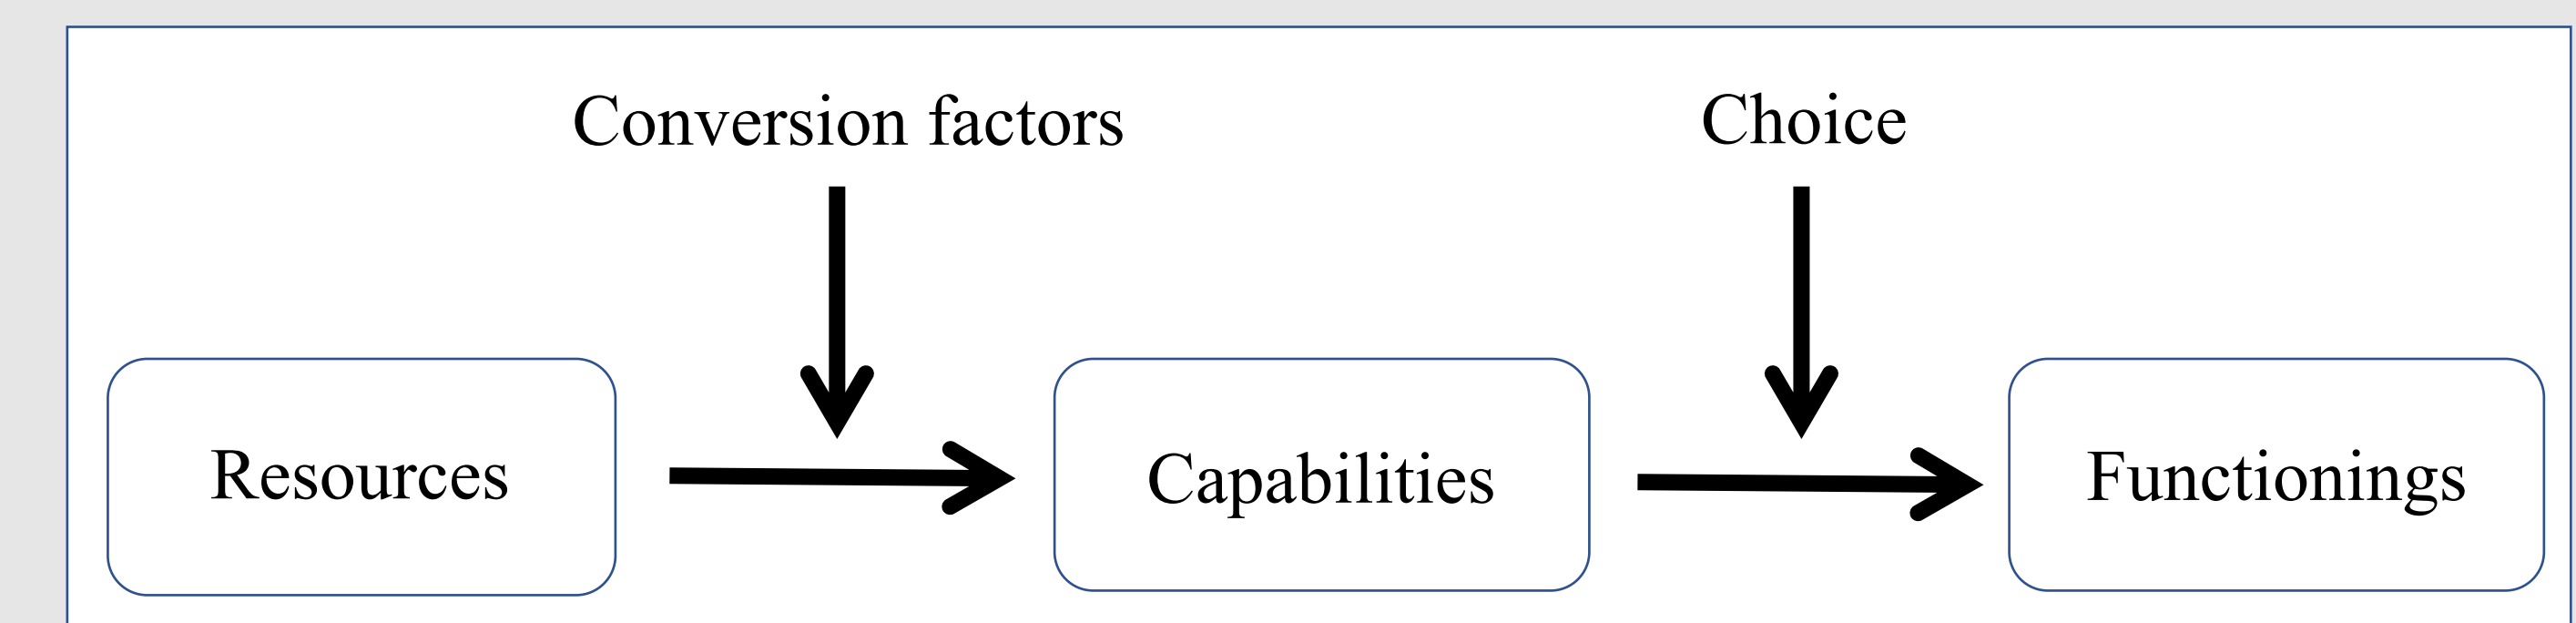 Conversion factors
Choice
Resources
Capabilities
Functionings